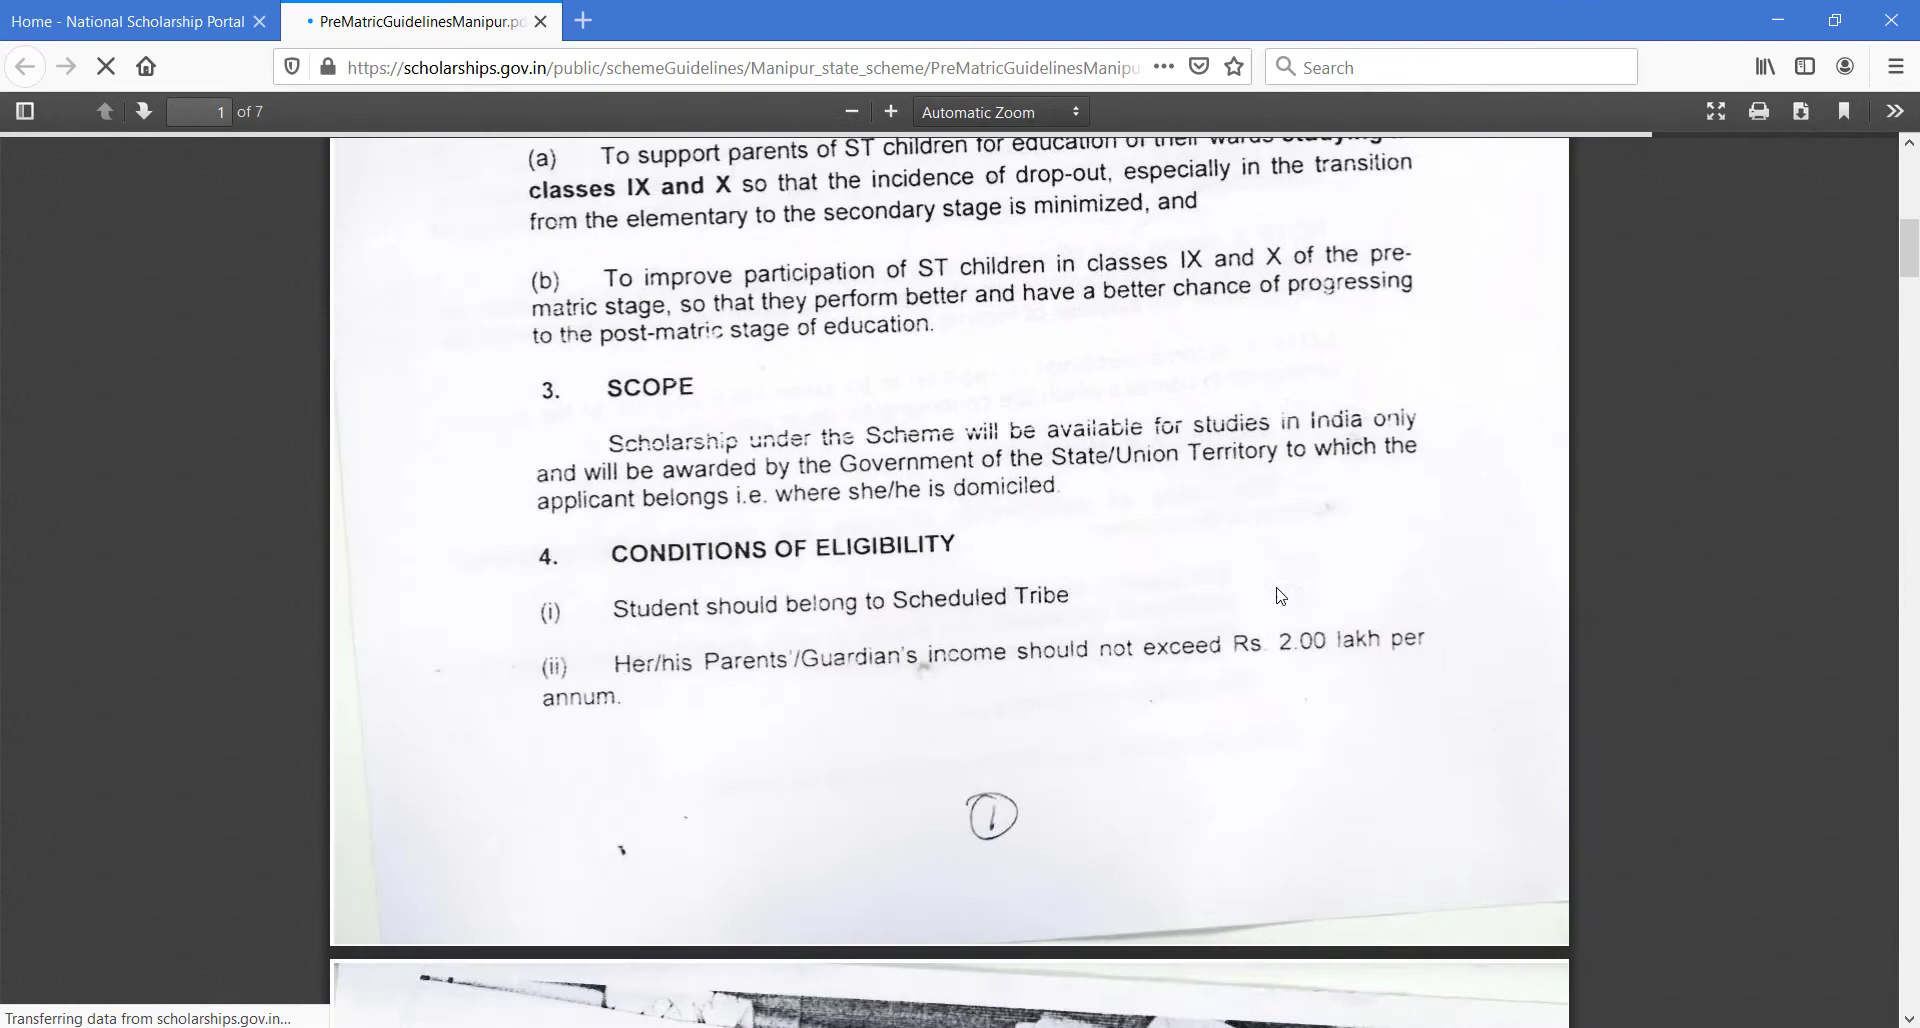 Home - National Scholarship Portal
PreMatricGuidelinesManipur.pd
https://scholarships.gov.in/public/schemeGuidelines/Manipur_state_scheme/PreMatricGuidelinesManipu
Search
1 of 7
Automatic Zoom
(a) To support parents of ST children for education of their wards studying
classes IX and X so that the incidence of drop-out, especially in the transition
from the elementary to the secondary stage is minimized, and
(b) To improve participation of ST children in classes IX and X of the pre-
matric stage, so that they perform better and have a better chance of progressing
to the post-matric stage of education.
3. SCOPE
Scholarship under the Scheme will be available for studies in India only
and will be awarded by the Government of the State/Union Territory to which the
applicant belongs i.e. where she/he is domiciled.
4. CONDITIONS OF ELIGIBILITY
(i) Student should belong to Scheduled Tribe
(ii) Her/his Parents'/Guardian's income should not exceed Rs. 2.00 lakh per
annum.
1
Transferring data from scholarships.gov.in...